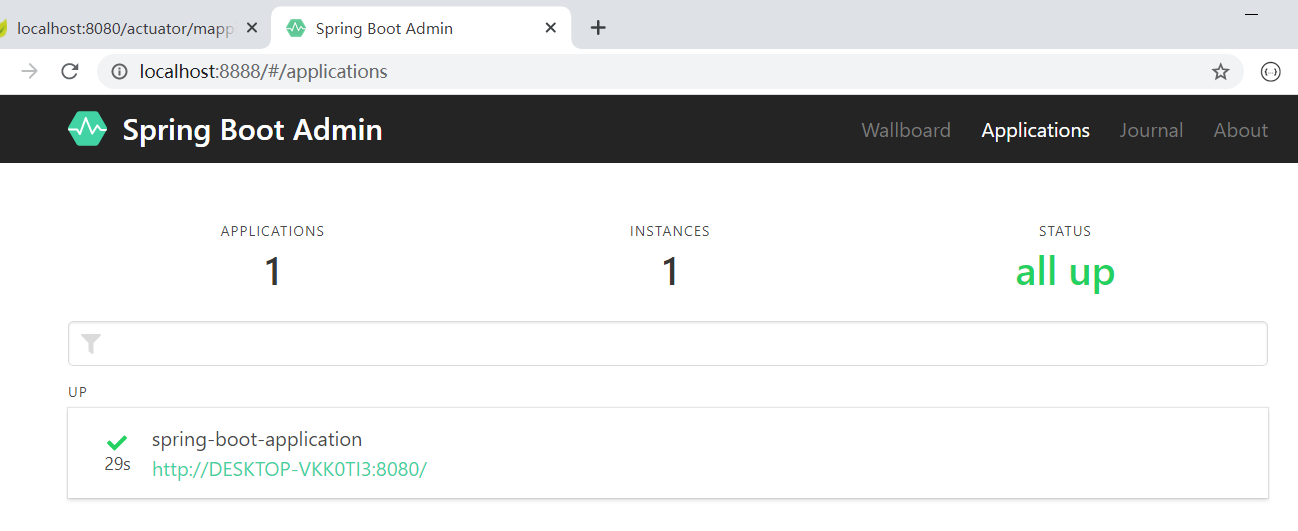 localhost:8080/actuator/mapp
Spring Boot Admin
localhost:8888/#/applications
Spring Boot Admin
Wallboard Applications Journal About
APPLICATIONS INSTANCES STATUS
1 1 all up
UP
spring-boot-application
29s
http://DESKTOP-VKK0TI3:8080/